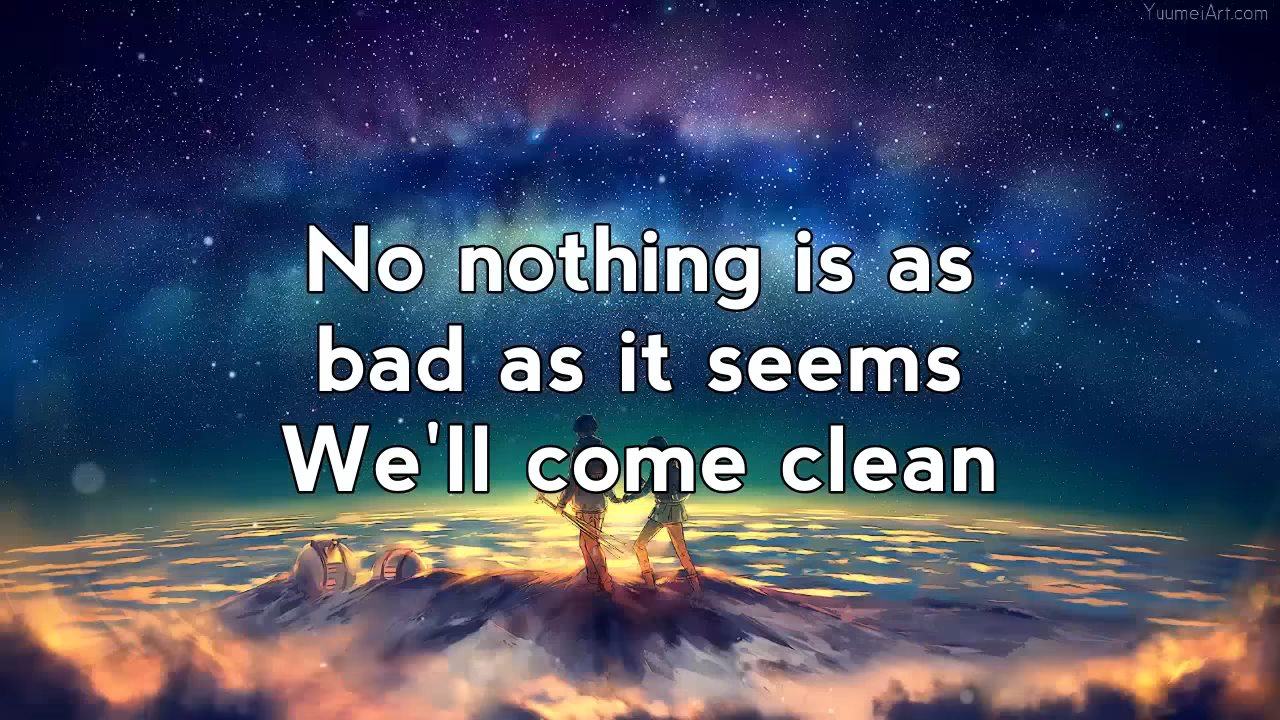 YuumeiArt.com
No nothing is as
bad as it seems
We'll come clean